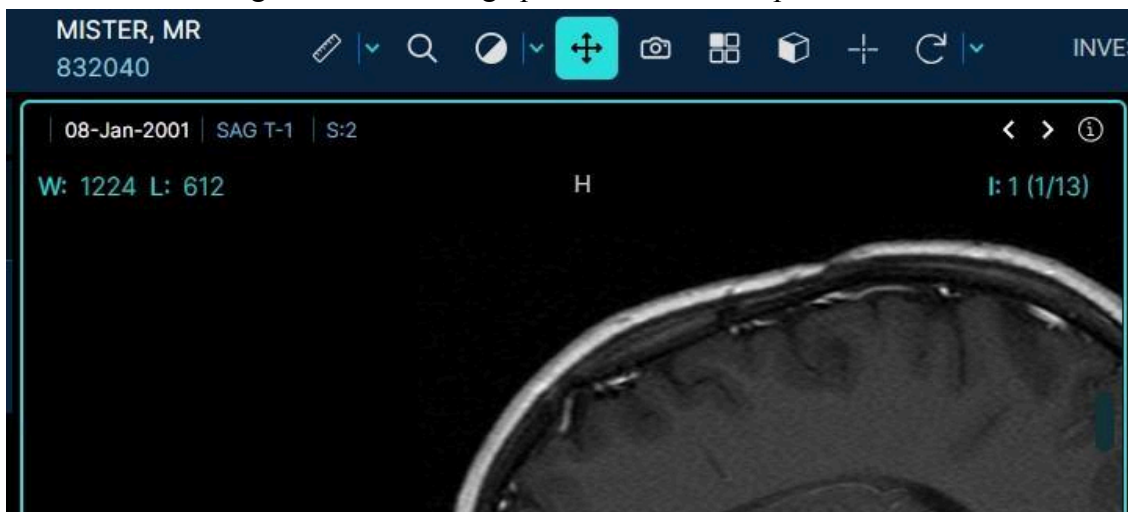 MISTER, MR
832040
INVE
08-Jan-2001 SAG T-1 S:2
W: 1224 L: 612
H
I: 1 (1/13)